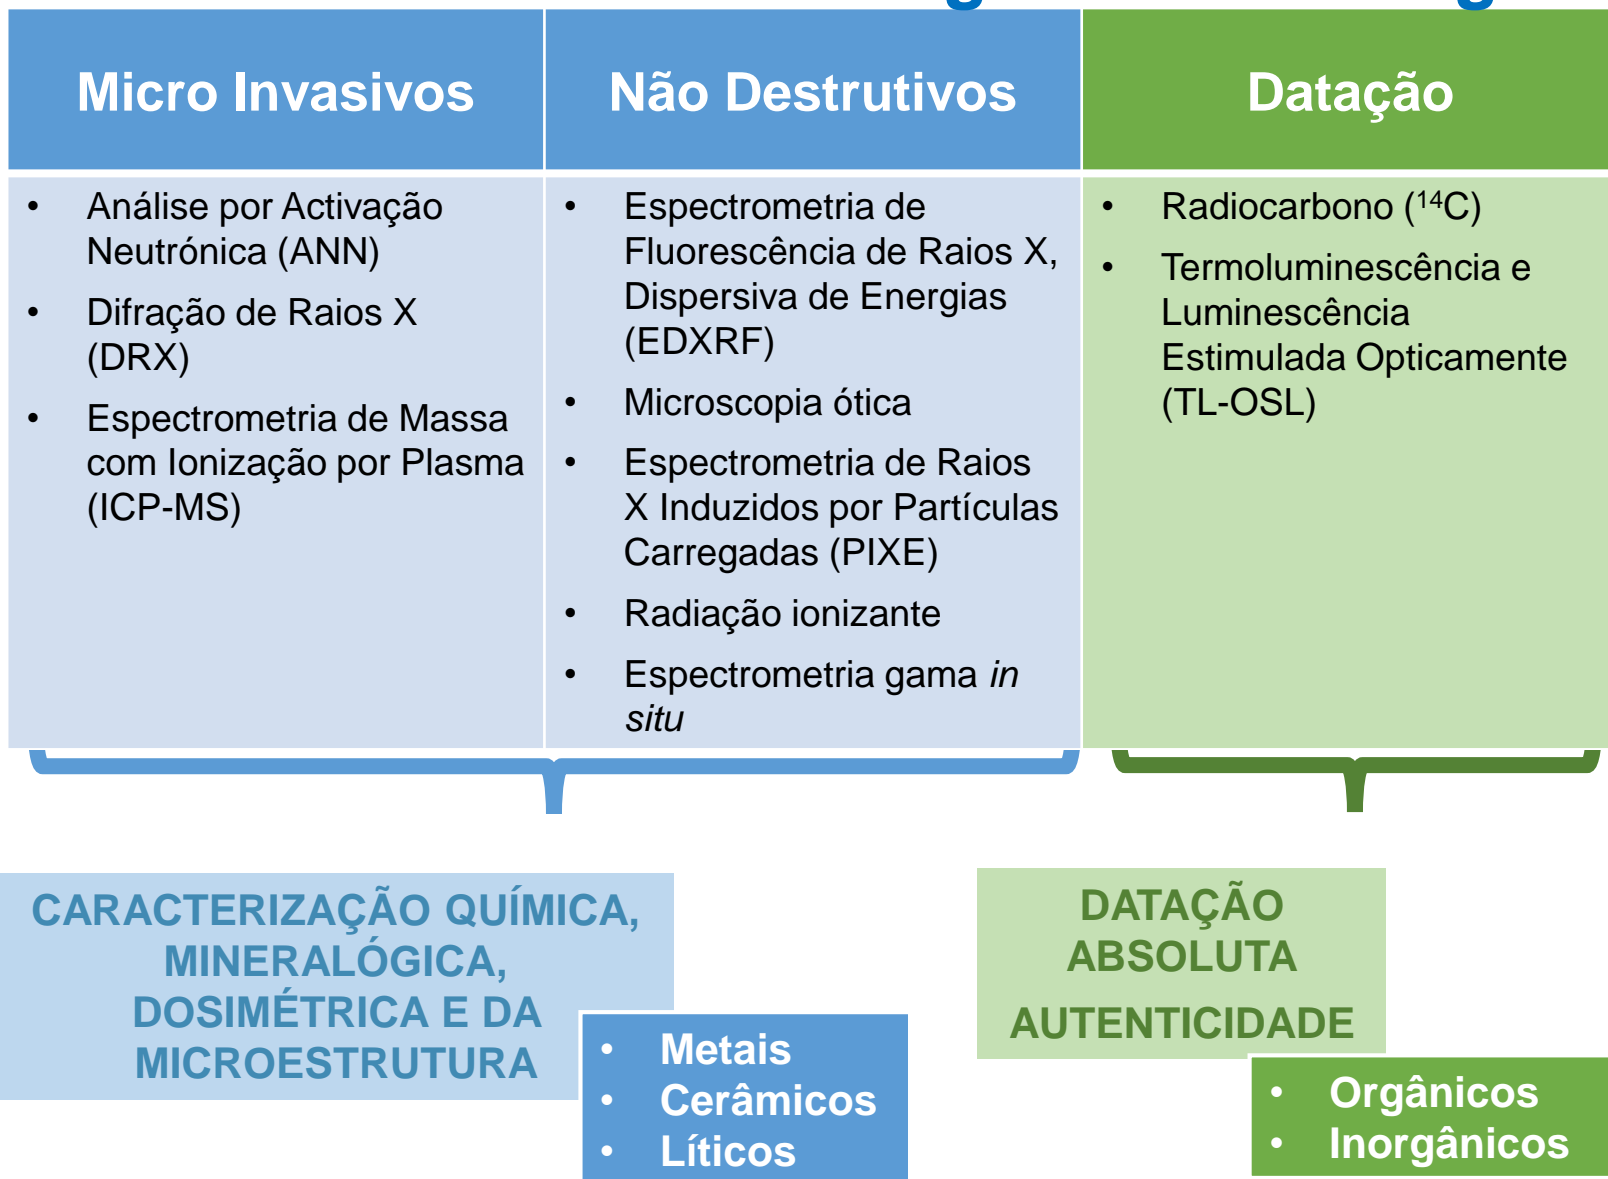 Micro Invasivos
Não Destrutivos
Datação
• Análise por Activação
Neutrónica (ANN)
• Difração de Raios X
(DRX)
• Espectrometria de Massa
com Ionização por Plasma
(ICP-MS)
• Espectrometria de
Fluorescência de Raios X,
Dispersiva de Energias
(EDXRF)
• Microscopia ótica
• Espectrometria de Raios
X Induzidos por Partículas
Carregadas (PIXE)
• Radiação ionizante
• Espectrometria gama in
situ
• Radiocarbono (¹⁴C)
• Termoluminescência e
Luminescência
Estimulada Opticamente
(TL-OSL)
CARACTERIZAÇÃO QUÍMICA,
MINERALÓGICA,
DOSIMÉTRICA E DA
MICROESTRUTURA
• Metais
• Cerâmicos
• Líticos
DATAÇÃO
ABSOLUTA
AUTENTICIDADE
• Orgânicos
• Inorgânicos